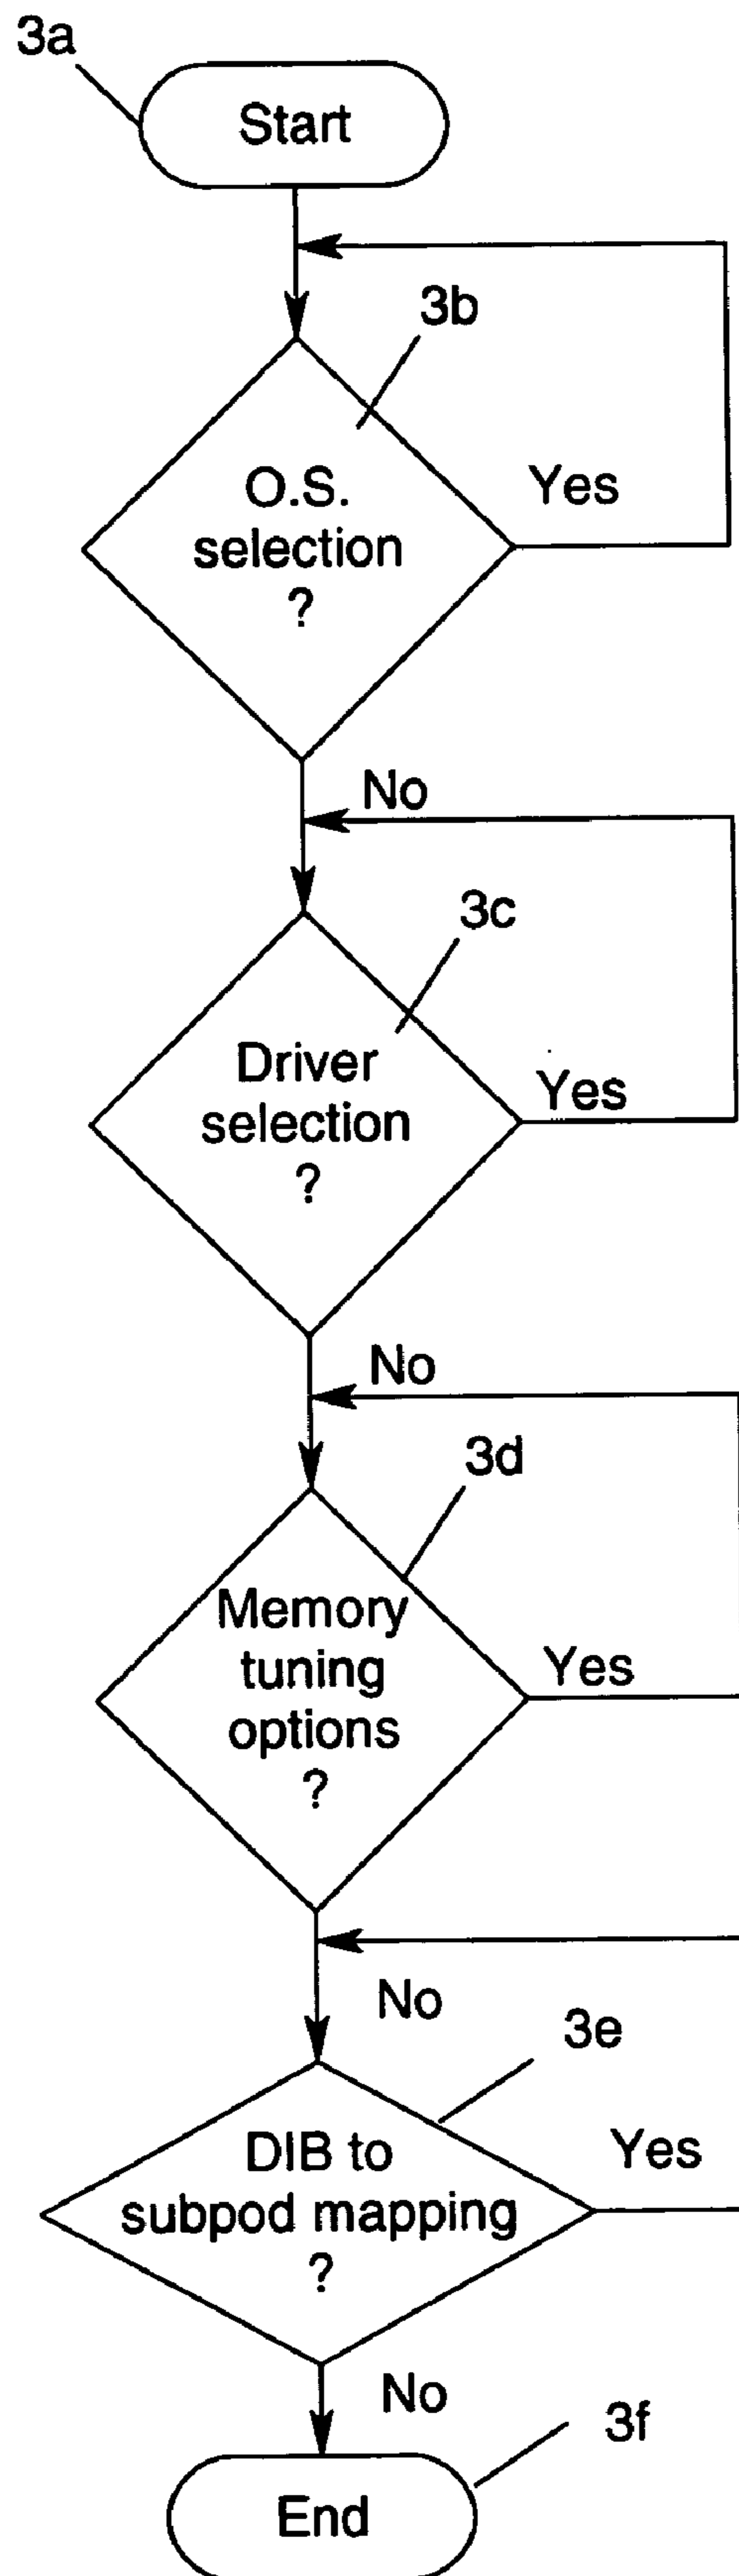 3a
Start
3b
O.S.
selection
?
Yes
No
3c
Driver
selection
?
Yes
No
3d
Memory
tuning
options
?
Yes
No
3e
DIB to
subpod mapping
?
Yes
No
3f
End